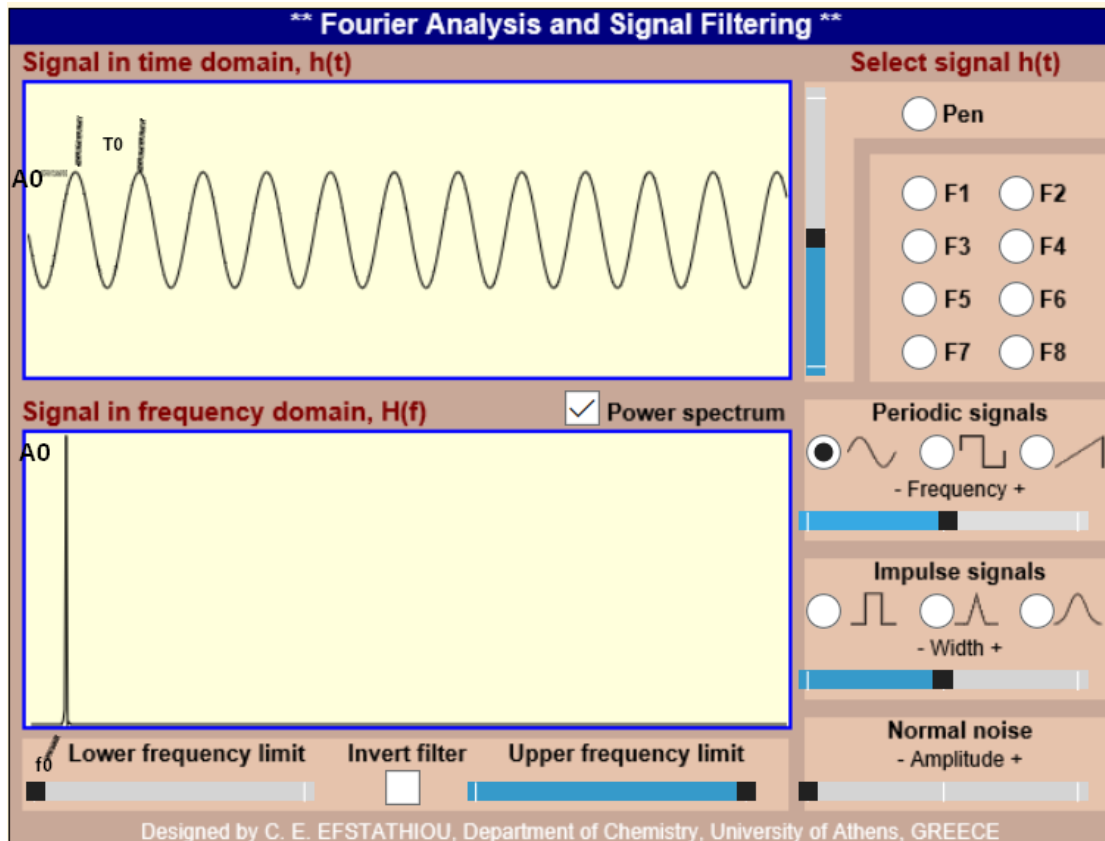 ** Fourier Analysis and Signal Filtering **
Signal in time domain, h(t)
Select signal h(t)
T0
A0
Pen
F1 F2
F3 F4
F5 F6
F7 F8
Signal in frequency domain, H(f)
Power spectrum
A0
Periodic signals
- Frequency +
Impulse signals
- Width +
f0
Lower frequency limit
Invert filter
Upper frequency limit
Normal noise
- Amplitude +
Designed by C. E. EFSTATHIOU, Department of Chemistry, University of Athens, GREECE